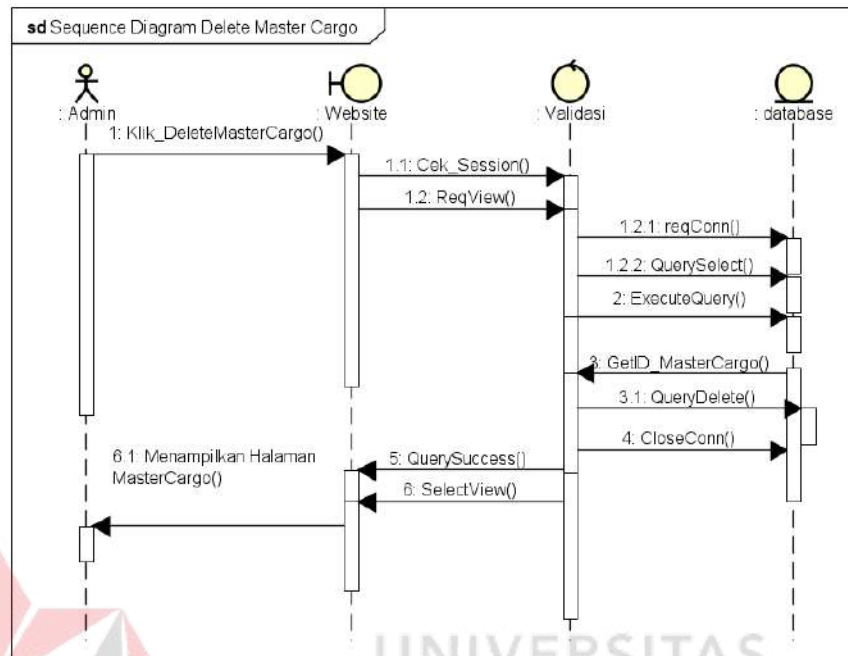 sd Sequence Diagram Delete Master Cargo
: Admin
: Website
: Validasi
: database
1: Klik_DeleteMasterCargo()
1.1: Cek_Session()
1.2: ReqView()
1.2.1: reqConn()
1.2.2: QuerySelect()
2: ExecuteQuery()
3: GetID_MasterCargo()
3.1: QueryDelete()
4: CloseConn()
5: QuerySuccess()
6: SelectView()
6.1: Menampilkan Halaman
MasterCargo()
UNIVERSITAS